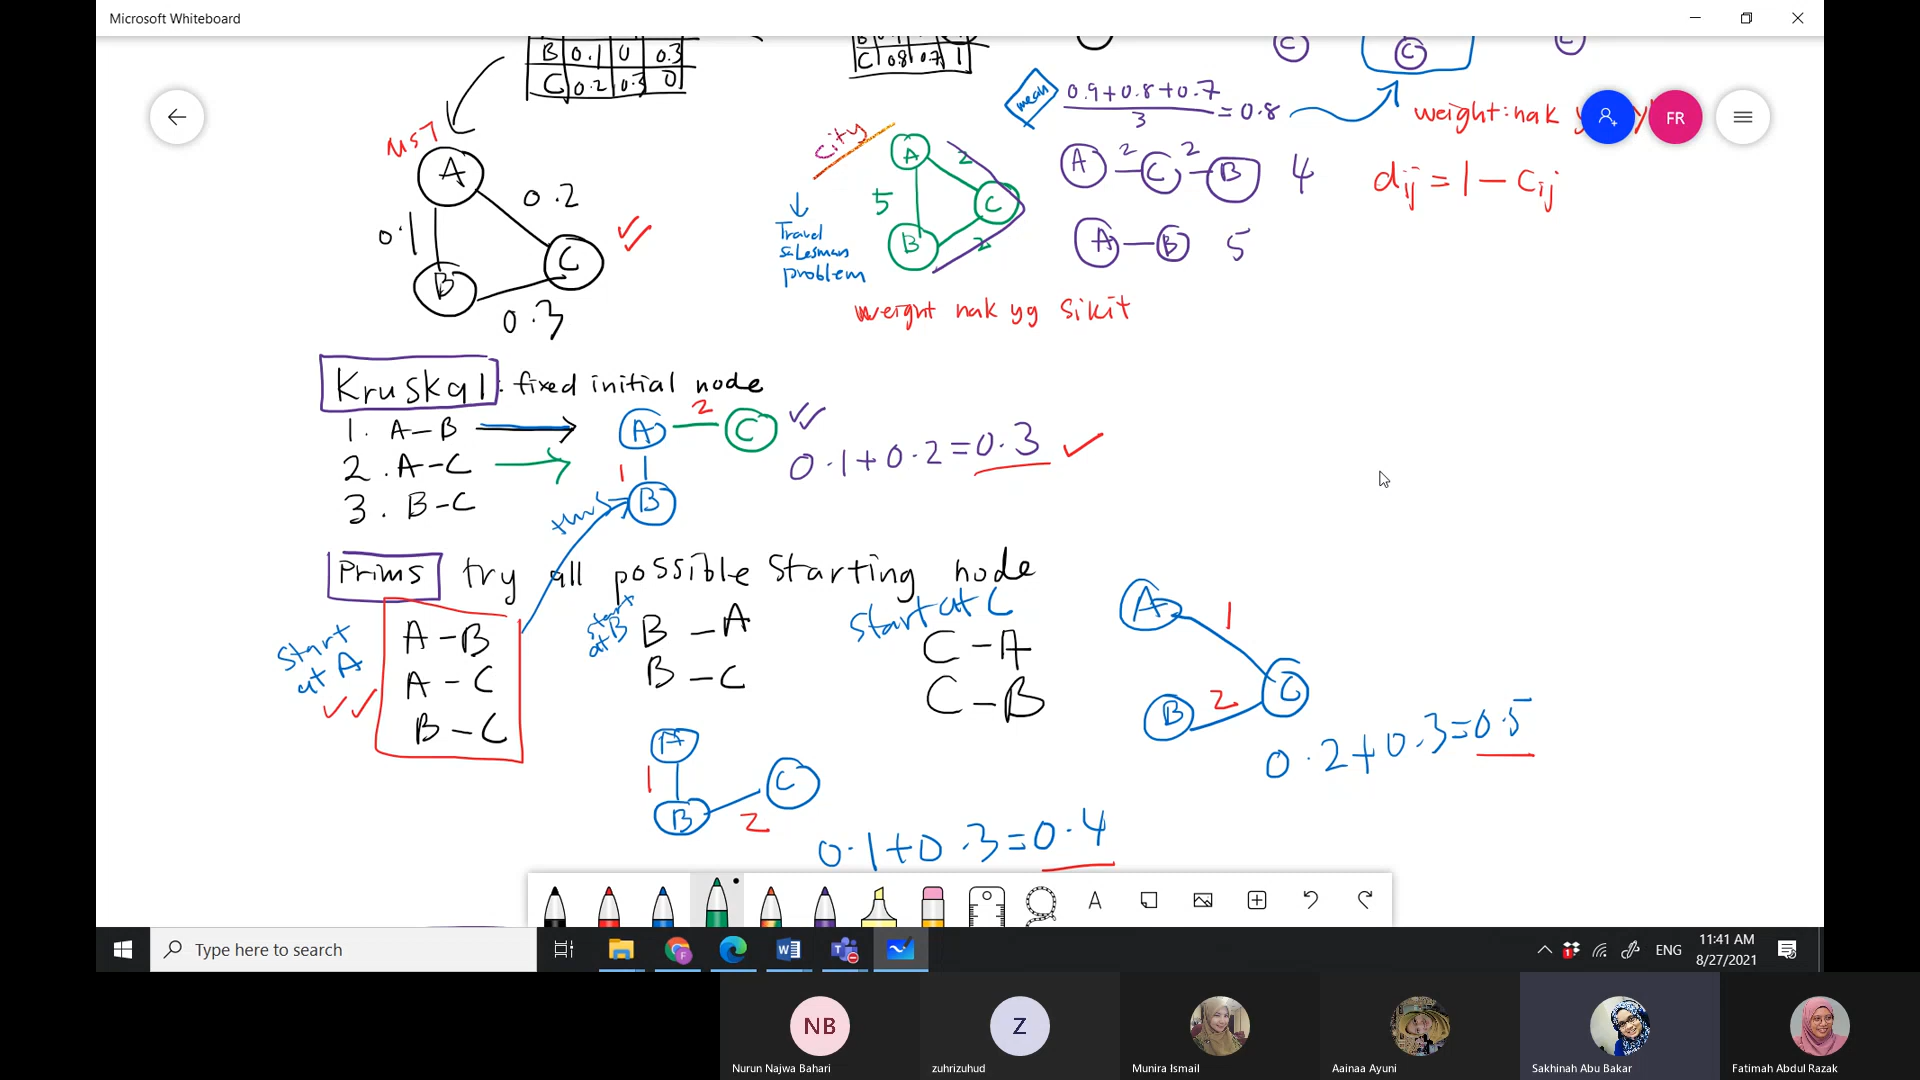 Microsoft Whiteboard
B 0.1 0 0.3
C 0.2 0.3 0
C 0.8 0.7 1
C
C
C
mean
0.9+0.8+0.7
3
=0.8
weight:nak
FR
MST
A
0.2
0.1
C
B
0.3
city
A
2
5
C
B
2
Travel
salesman
problem
A 2 C 2 B 4
A — B 5
dij = 1 - Cij
weight nak yg sikit
Kruskal : fixed initial node
1. A-B
2. A-C
3. B-C
A 2 C
1
B
0.1+0.2=0.3
Prims try all possible starting node
start
at A
A-B
A-C
B-C
start
at B
B-A
B-C
start at C
C-A
C-B
A
1
C
B
2
0.2+0.3=0.5
A
1
B
C
2
0.1+0.3=0.4
A
Type here to search
ENG
11:41 AM
8/27/2021
NB
Nurun Najwa Bahari
Z
zuhrizuhud
Munira Ismail
Aainaa Ayuni
Sakhinah Abu Bakar
Fatimah Abdul Razak